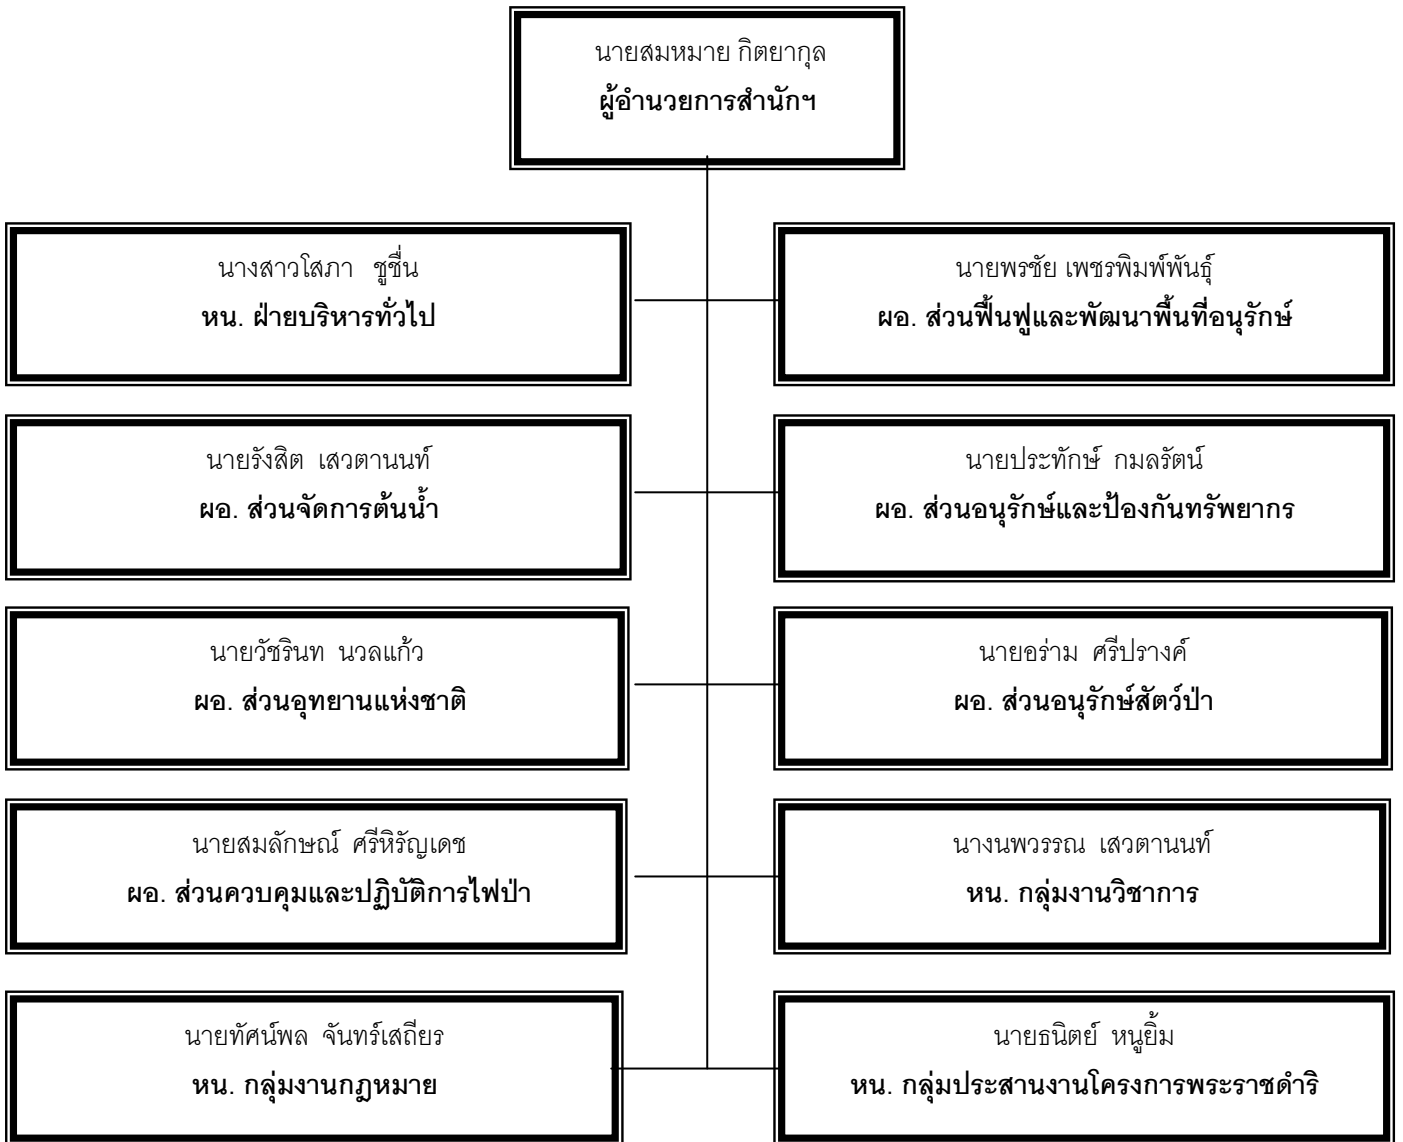 นายสมหมาย กิตยากุล
ผู้อำนวยการสำนักฯ
นางสาวโสภา ชูชื่น
หน. ฝ่ายบริหารทั่วไป
นายพรชัย เพชรพิมพ์พันธุ์
ผอ. ส่วนฟื้นฟูและพัฒนาพื้นที่อนุรักษ์
นายรังสิต เสวตานนท์
ผอ. ส่วนจัดการต้นน้ำ
นายประทักษ์ กมลรัตน์
ผอ. ส่วนอนุรักษ์และป้องกันทรัพยากร
นายวัชรินท นวลแก้ว
ผอ. ส่วนอุทยานแห่งชาติ
นายอร่าม ศรีปรางค์
ผอ. ส่วนอนุรักษ์สัตว์ป่า
นายสมลักษณ์ ศรีหิรัญเดช
ผอ. ส่วนควบคุมและปฏิบัติการไฟป่า
นางนพวรรณ เสวตานนท์
หน. กลุ่มงานวิชาการ
นายทัศน์พล จันทร์เสถียร
หน. กลุ่มงานกฎหมาย
นายธนิตย์ หนูยิ้ม
หน. กลุ่มประสานงานโครงการพระราชดำริ